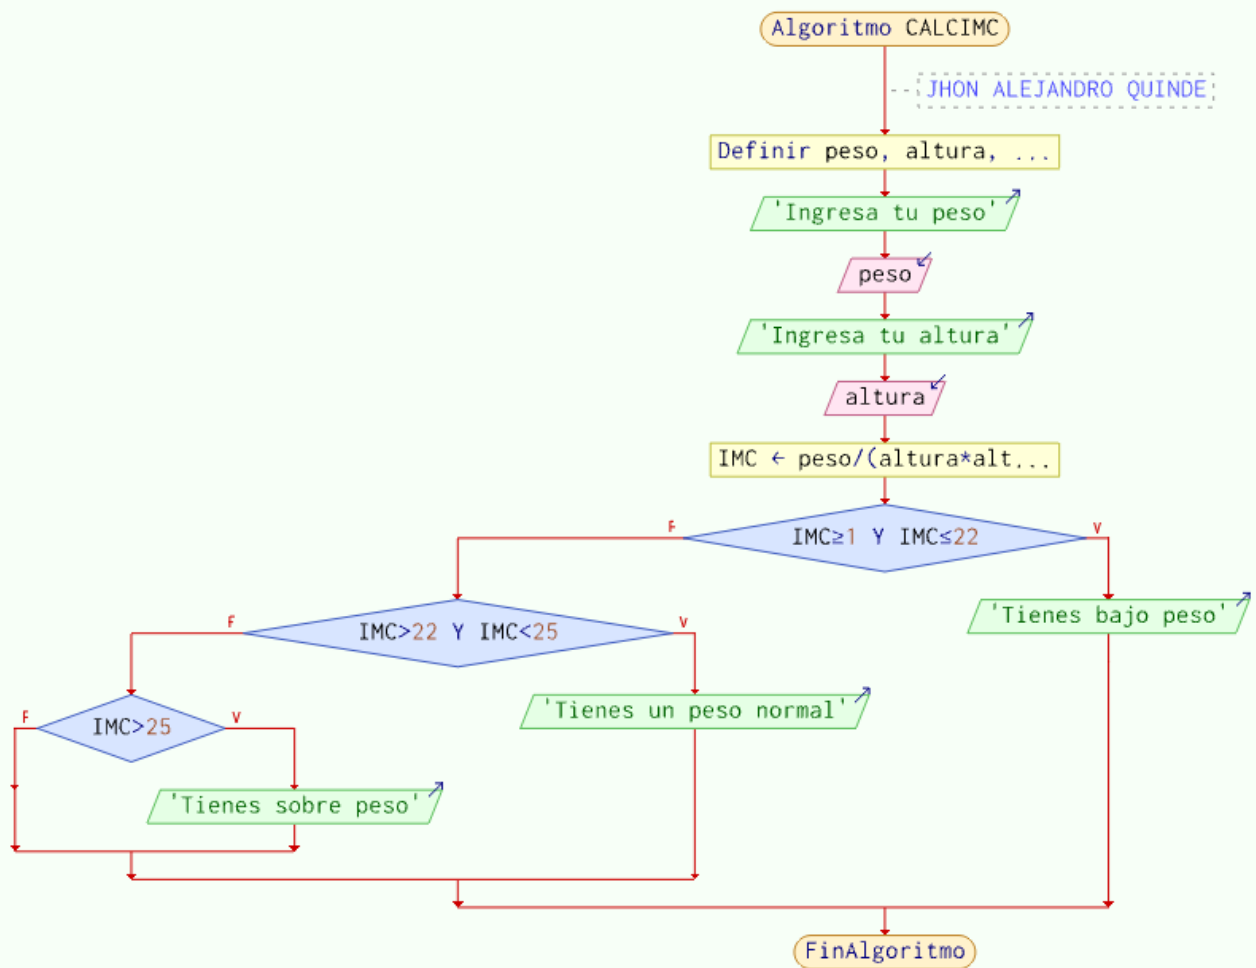 Algoritmo CALCIMC
JHON ALEJANDRO QUINDE
Definir peso, altura, ...
'Ingresa tu peso'
peso
'Ingresa tu altura'
altura
IMC ← peso/(altura*alt...
F
IMC≥1 Y IMC≤22
V
F
IMC>22 Y IMC<25
V
'Tienes bajo peso'
F
IMC>25
V
'Tienes un peso normal'
'Tienes sobre peso'
FinAlgoritmo